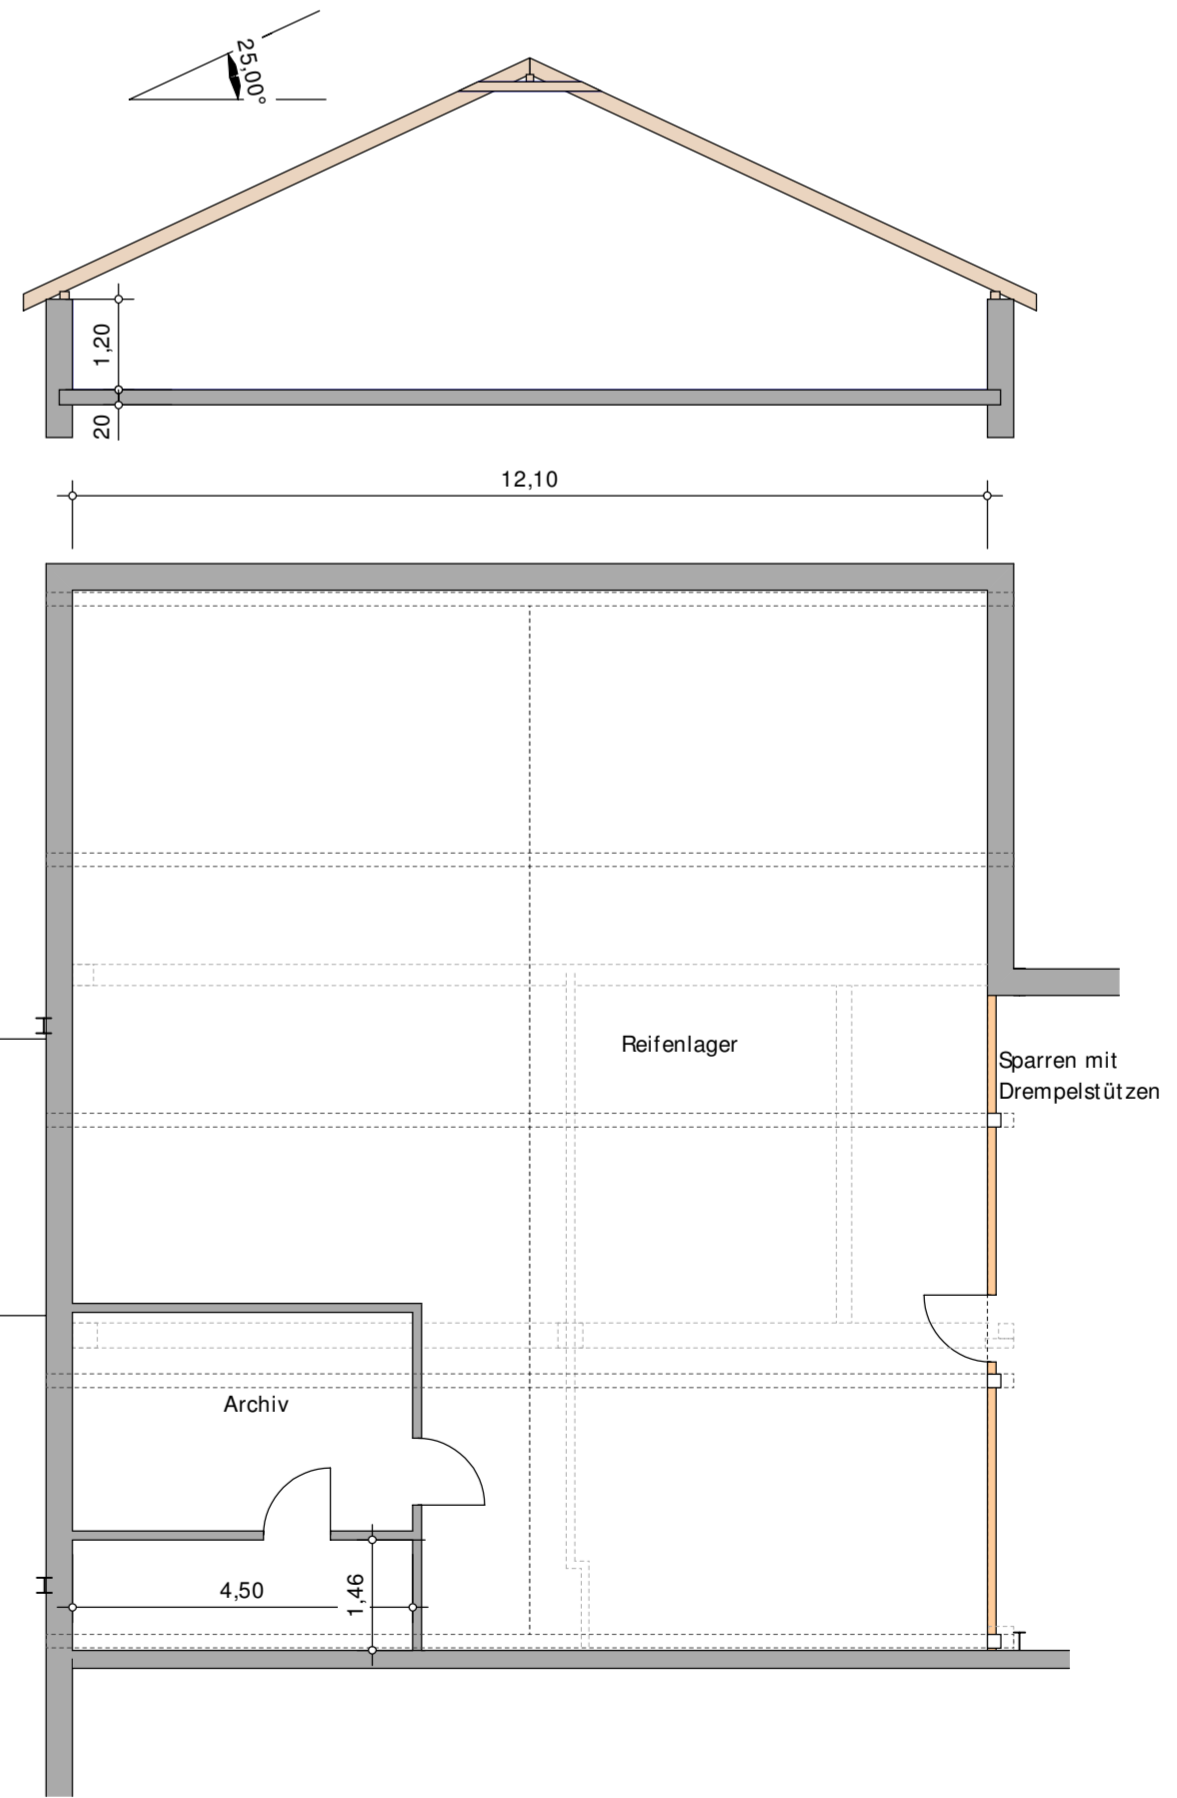 25,00°
1,20
20
12,10
Reifenlager
Sparren mit
Drempelstützen
Archiv
4,50
1,46